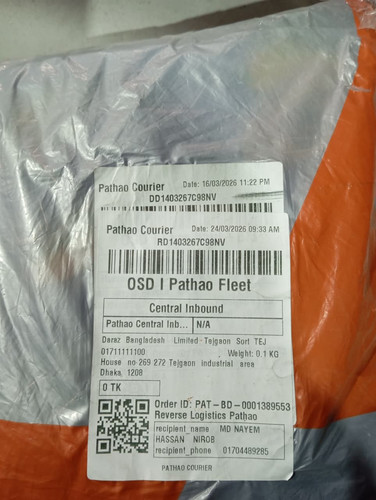 Pathao Courier Date: 16/03/2026 11:22 PM
DD1403267C98NV
Pathao Courier Date: 24/03/2026 09:33 AM
RD1403267C98NV
OSD I Pathao Fleet
Central Inbound
Pathao Central Inb... N/A
Daraz Bangladesh Limited-Tejgaon Sort TEJ
01711111100 Weight: 0.1 KG
House no 269 272 Tejgaon industrial area
Dhaka, 1208
0 TK
Order ID: PAT-BD-0001389553
Reverse Logistics Pathao
recipient_name MD NAYEM
HASSAN NIROB
recipient_phone 01704489285
PATHAO COURIER